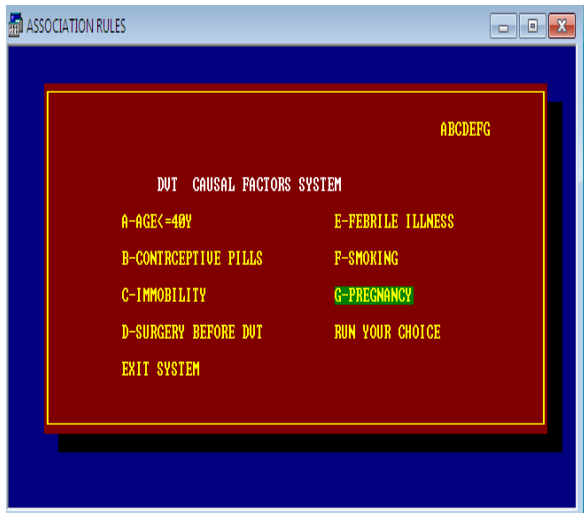 ASSOCIATION RULES
ABCDEFG
DVT CAUSAL FACTORS SYSTEM
A-AGE<=40Y E-FEBRILE ILLNESS
B-CONTRCEPTIVE PILLS F-SMOKING
C-IMMOBILITY G-PREGNANCY
D-SURGERY BEFORE DVT RUN YOUR CHOICE
EXIT SYSTEM